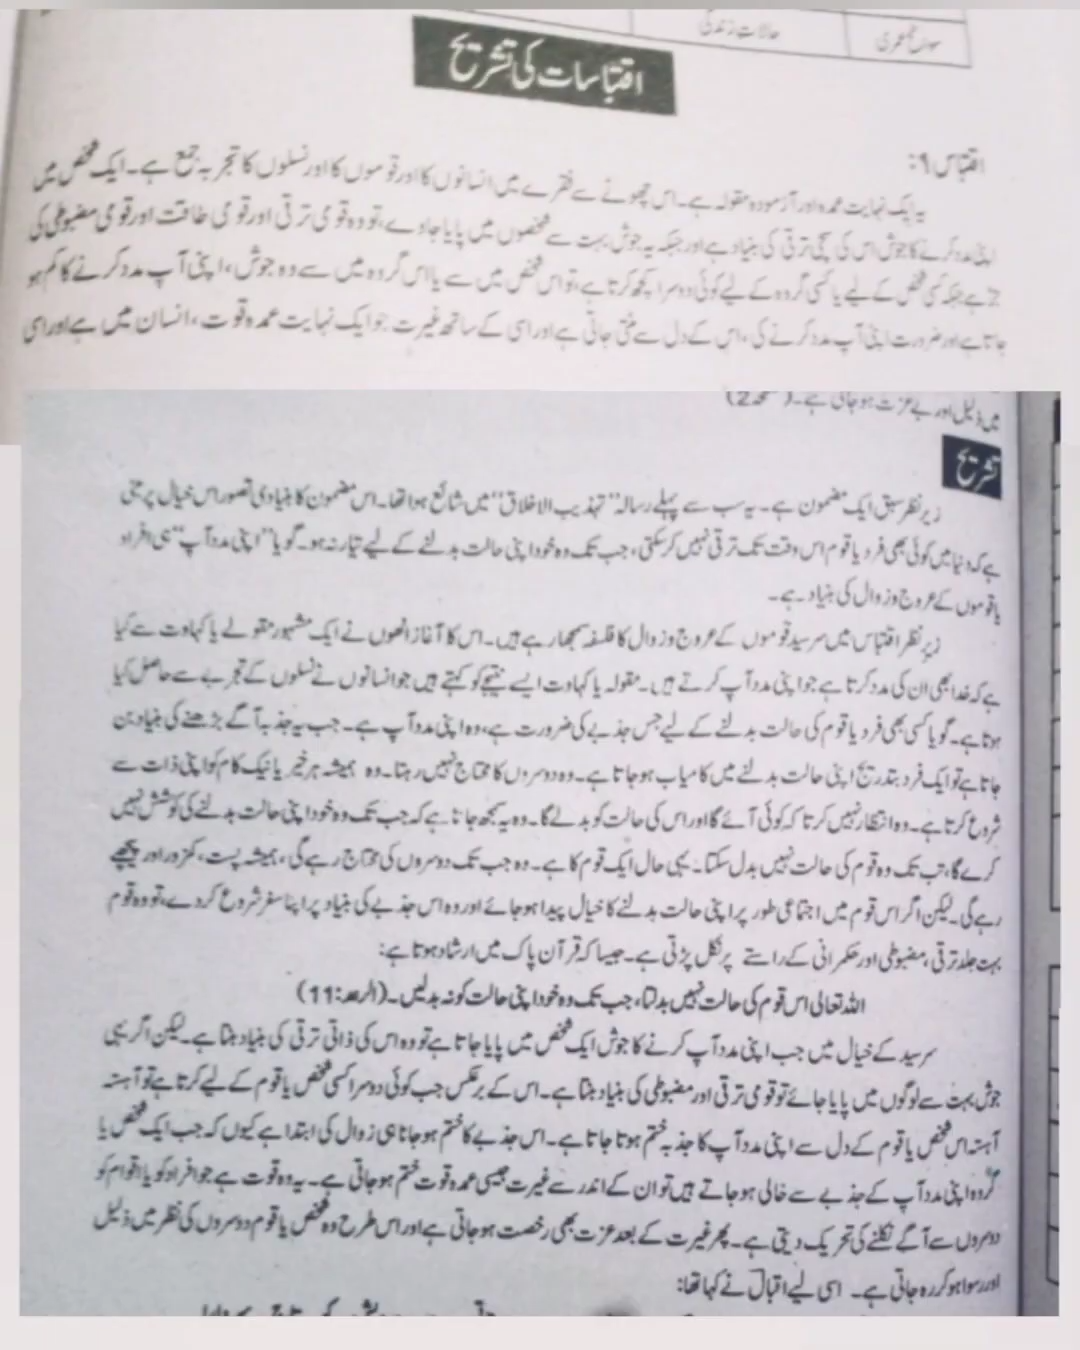 سوانح عمری
حالاتِ زندگی
اقتباسات کی تشریح
اقتباس ۹:
یہ ایک نہایت عمدہ اور آزمودہ مقولہ ہے۔ اس چھوٹے سے فقرے میں انسانوں کا اور قوموں کا اور نسلوں کا تجربہ جمع ہے۔ ایک شخص میں
اپنی مدد کرنے کا جوش اس کی سچی ترقی کی بنیاد ہے اور جبکہ یہ جوش بہت سے شخصوں میں پایا جاوے، تو وہ قومی ترقی اور قومی طاقت اور قومی مضبوطی کی
جڑ ہے جبکہ کسی شخص کے لیے یا کسی گروہ کے لیے کوئی دوسرا کچھ کرتا ہے، تو اس شخص میں سے یا اس گروہ میں سے وہ جوش، اپنی آپ مدد کرنے کا کم ہو
جاتا ہے اور ضرورت اپنی آپ مدد کرنے کی، اس کے دل سے مٹتی جاتی ہے اور اسی کے ساتھ غیرت جو ایک نہایت عمدہ قوت، انسان میں ہے اور اسی
میں ذلیل اور بے عزت ہو جاتی ہے۔ (صفحہ 2)
تشریح
زیرِ نظر سبق ایک مضمون ہے۔ یہ سب سے پہلے رسالہ "تہذیب الاخلاق" میں شائع ہوا تھا۔ اس مضمون کا بنیادی تصور اس خیال پر مبنی
ہے کہ دنیا میں کوئی بھی فرد یا قوم اس وقت تک ترقی نہیں کر سکتی، جب تک وہ خود اپنی حالت بدلنے کے لیے تیار نہ ہو۔ گویا "اپنی مدد آپ" ہی افراد
یا قوموں کے عروج و زوال کی بنیاد ہے۔
زیرِ نظر اقتباس میں سرسید قوموں کے عروج و زوال کا فلسفہ سمجھا رہے ہیں۔ اس کا آغاز انھوں نے ایک مشہور مقولے یا کہاوت سے کیا
ہے کہ خدا بھی ان کی مدد کرتا ہے جو اپنی مدد آپ کرتے ہیں۔ مقولہ یا کہاوت ایسے نتیجے کو کہتے ہیں جو انسانوں نے نسلوں کے تجربے سے حاصل کیا
ہوتا ہے۔ گویا کسی بھی فرد یا قوم کی حالت بدلنے کے لیے جس جذبے کی ضرورت ہے، وہ اپنی مدد آپ ہے۔ جب یہ جذبہ آگے بڑھنے کی بنیاد بن
جاتا ہے تو ایک فرد بتدریج اپنی حالت بدلنے میں کامیاب ہو جاتا ہے۔ وہ دوسروں کا محتاج نہیں رہتا۔ وہ ہمیشہ ہر خیر یا نیک کام کو اپنی ذات سے
شروع کرتا ہے۔ وہ انتظار نہیں کرتا کہ کوئی آئے گا اور اس کی حالت کو بدلے گا۔ وہ یہ سمجھ جاتا ہے کہ جب تک وہ خود اپنی حالت بدلنے کی کوشش نہیں
کرے گا، تب تک وہ قوم کی حالت نہیں بدل سکتا۔ یہی حال ایک قوم کا ہے۔ وہ جب تک دوسروں کی محتاج رہے گی، ہمیشہ پست، کمزور اور پیچھے
رہے گی۔ لیکن اگر اس قوم میں اجتماعی طور پر اپنی حالت بدلنے کا خیال پیدا ہو جائے اور وہ اس جذبے کی بنیاد پر اپنا سفر شروع کر دے، تو وہ قوم
بہت جلد ترقی، مضبوطی اور حکمرانی کے راستے پر نکل پڑتی ہے۔ جیسا کہ قرآن پاک میں ارشاد ہوتا ہے:
اللہ تعالیٰ اس قوم کی حالت نہیں بدلتا، جب تک وہ خود اپنی حالت کو نہ بدلیں۔ (الرعد:11)
سرسید کے خیال میں جب اپنی مدد آپ کرنے کا جوش ایک شخص میں پایا جاتا ہے تو وہ اس کی ذاتی ترقی کی بنیاد بنتا ہے۔ لیکن اگر یہی
جوش بہت سے لوگوں میں پایا جائے تو قومی ترقی اور مضبوطی کی بنیاد بنتا ہے۔ اس کے برعکس جب کوئی دوسرا کسی شخص یا قوم کے لیے کرتا ہے تو آہستہ
آہستہ اس شخص یا قوم کے دل سے اپنی مدد آپ کا جذبہ ختم ہوتا جاتا ہے۔ اس جذبے کا ختم ہو جانا ہی زوال کی ابتدا ہے کیوں کہ جب ایک شخص یا
گروہ اپنی مدد آپ کے جذبے سے خالی ہو جاتے ہیں تو ان کے اندر سے غیرت جیسی عمدہ قوت ختم ہو جاتی ہے۔ یہ وہ قوت ہے جو افراد کو یا اقوام کو
دوسروں سے آگے نکلنے کی تحریک دیتی ہے۔ پھر غیرت کے بعد عزت بھی رخصت ہو جاتی ہے اور اس طرح وہ شخص یا قوم دوسروں کی نظر میں ذلیل
اور رسوا ہو کر رہ جاتی ہے۔ اسی لیے اقبالؒ نے کہا تھا: